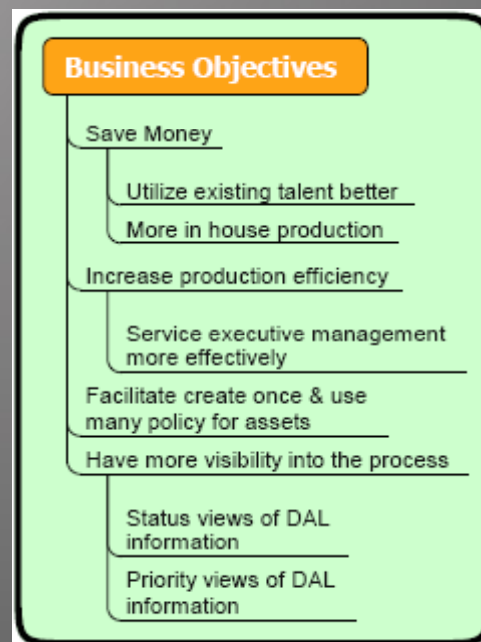 Business Objectives
Save Money
Utilize existing talent better
More in house production
Increase production efficiency
Service executive management
more effectively
Facilitate create once & use
many policy for assets
Have more visibility into the process
Status views of DAL
information
Priority views of DAL
information